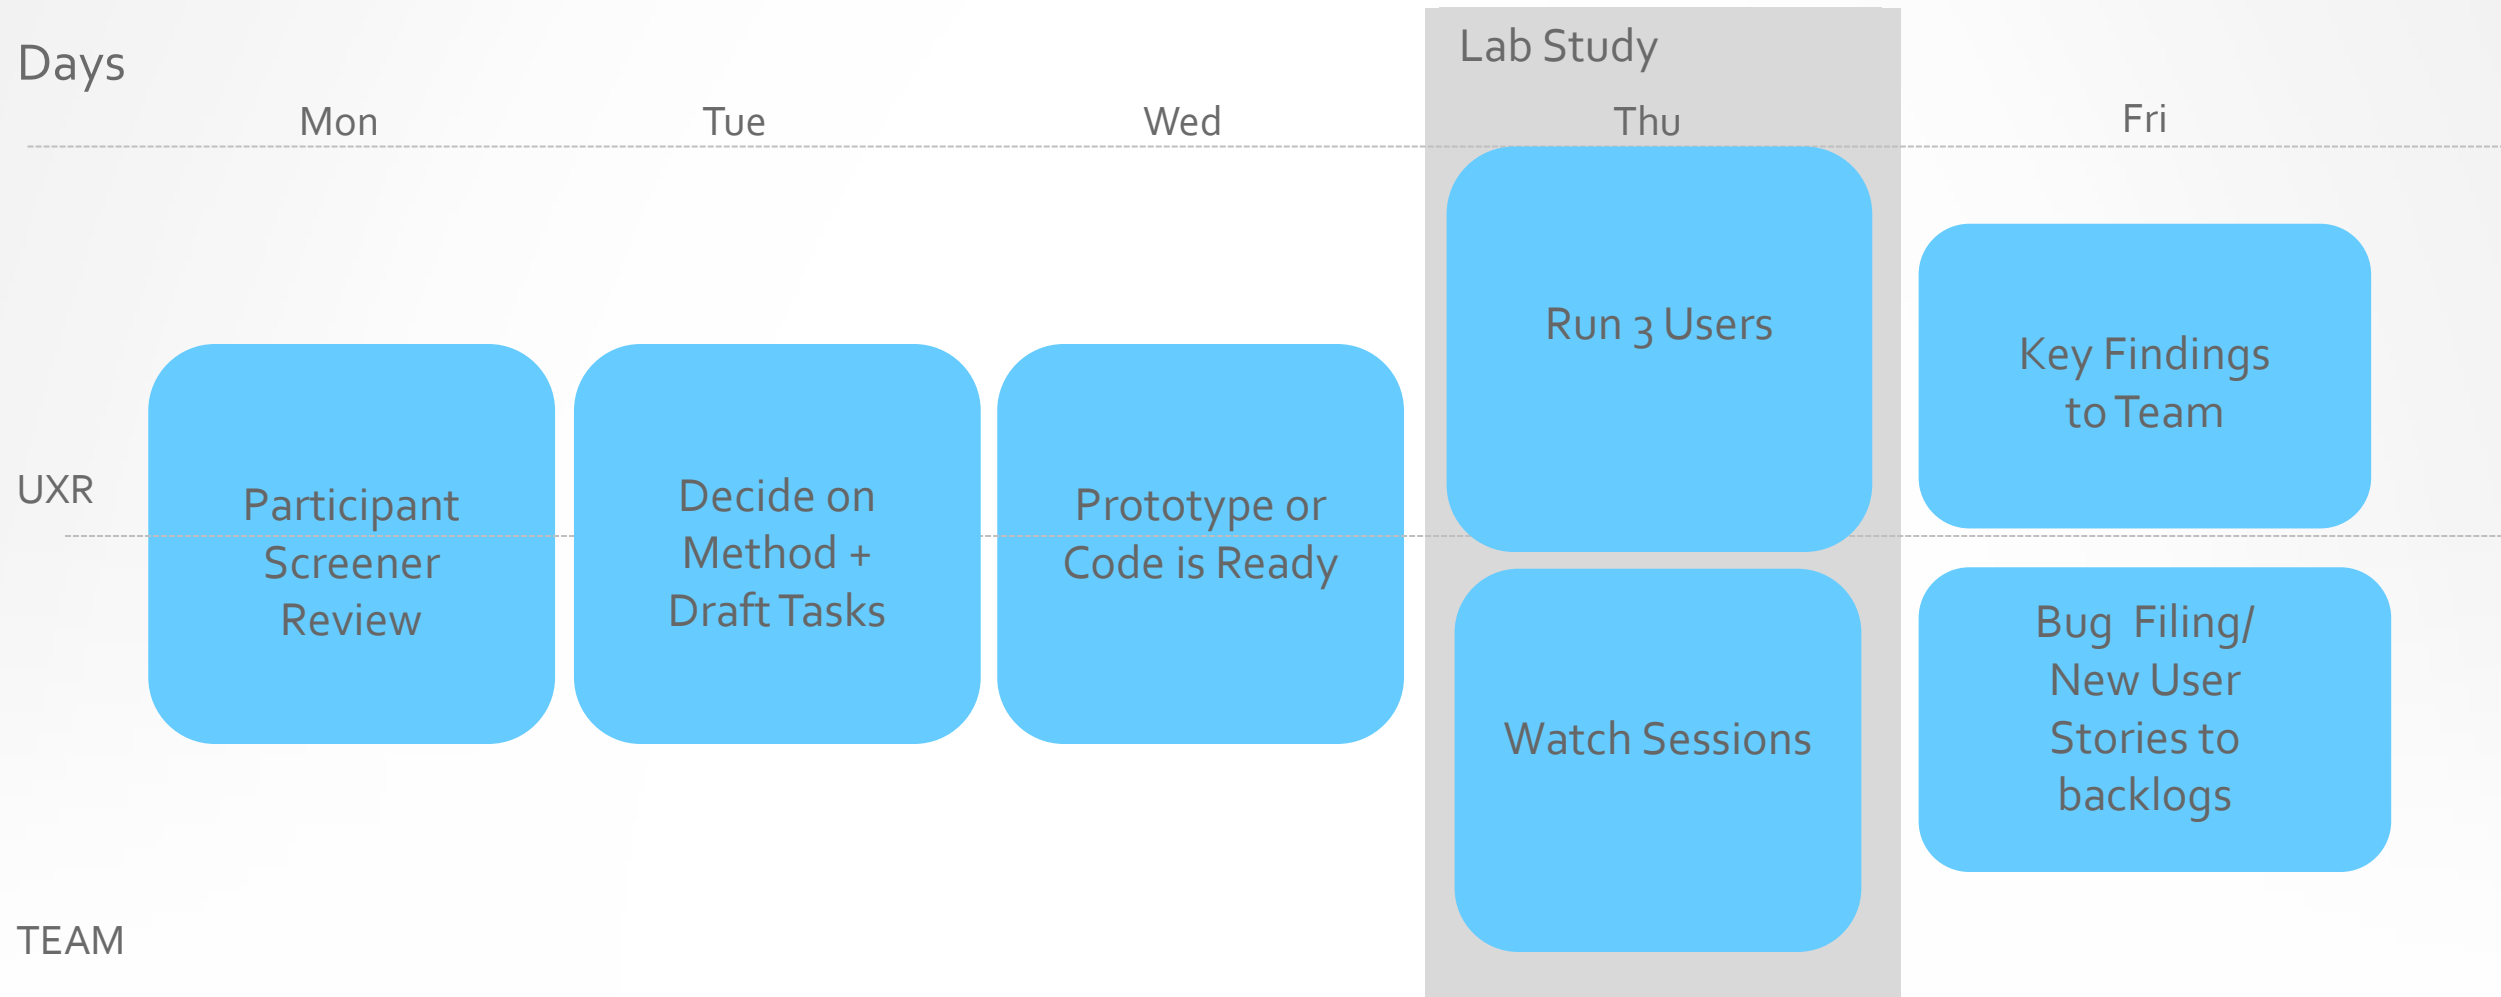 Days
Lab Study
Mon
Tue
Wed
Thu
Fri
UXR
Participant
Screener
Review
Decide on
Method +
Draft Tasks
Prototype or
Code is Ready
Run 3 Users
Key Findings
to Team
Watch Sessions
Bug Filing/
New User
Stories to
backlogs
TEAM